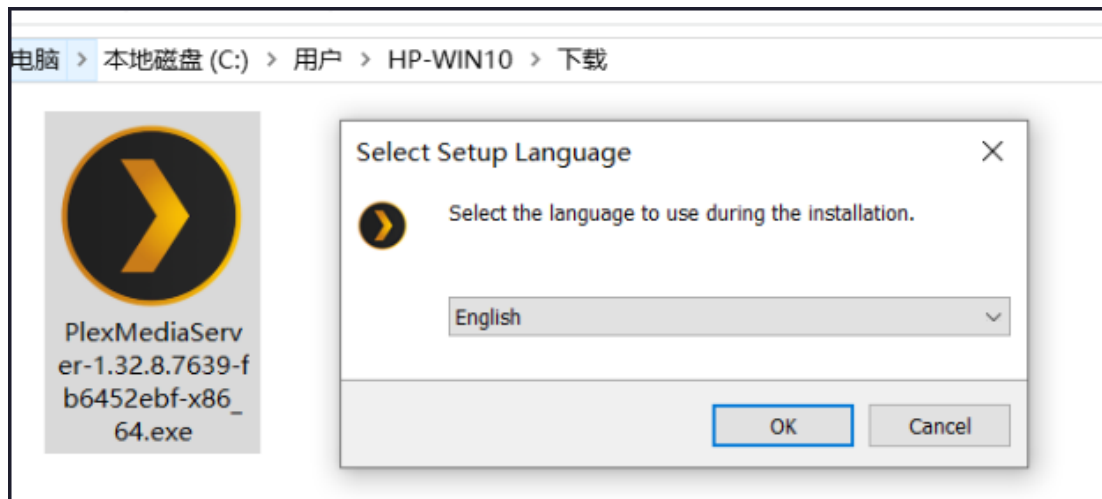 电脑 > 本地磁盘 (C:) > 用户 > HP-WIN10 > 下载
PlexMediaServ
er-1.32.8.7639-f
b6452ebf-x86_
64.exe
Select Setup Language
Select the language to use during the installation.
English
OK Cancel